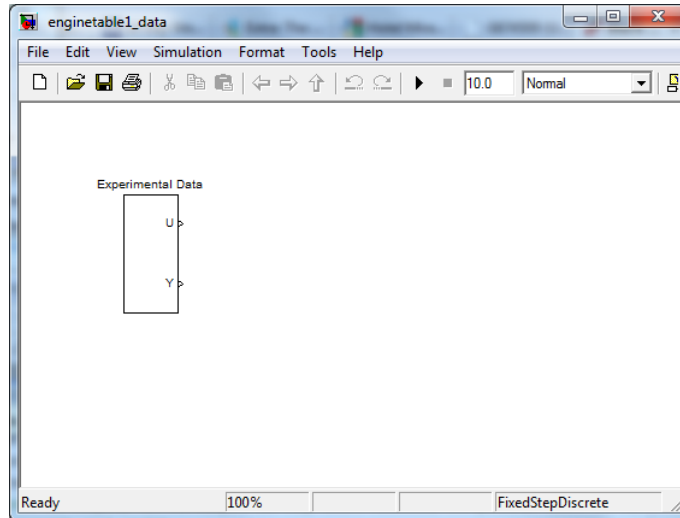 enginetable1_data
File Edit View Simulation Format Tools Help
10.0 Normal
Experimental Data
U
Y
Ready 100% FixedStepDiscrete